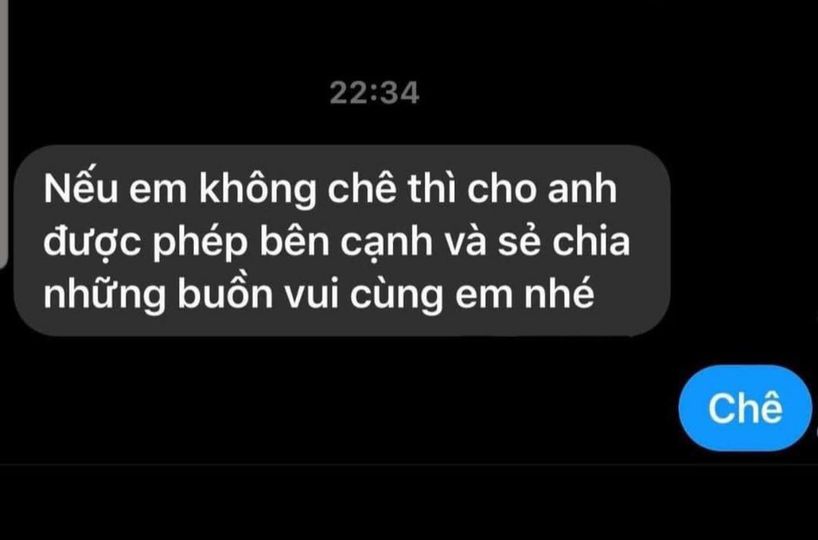 22:34
Nếu em không chê thì cho anh
được phép bên cạnh và sẻ chia
những buồn vui cùng em nhé
Chê